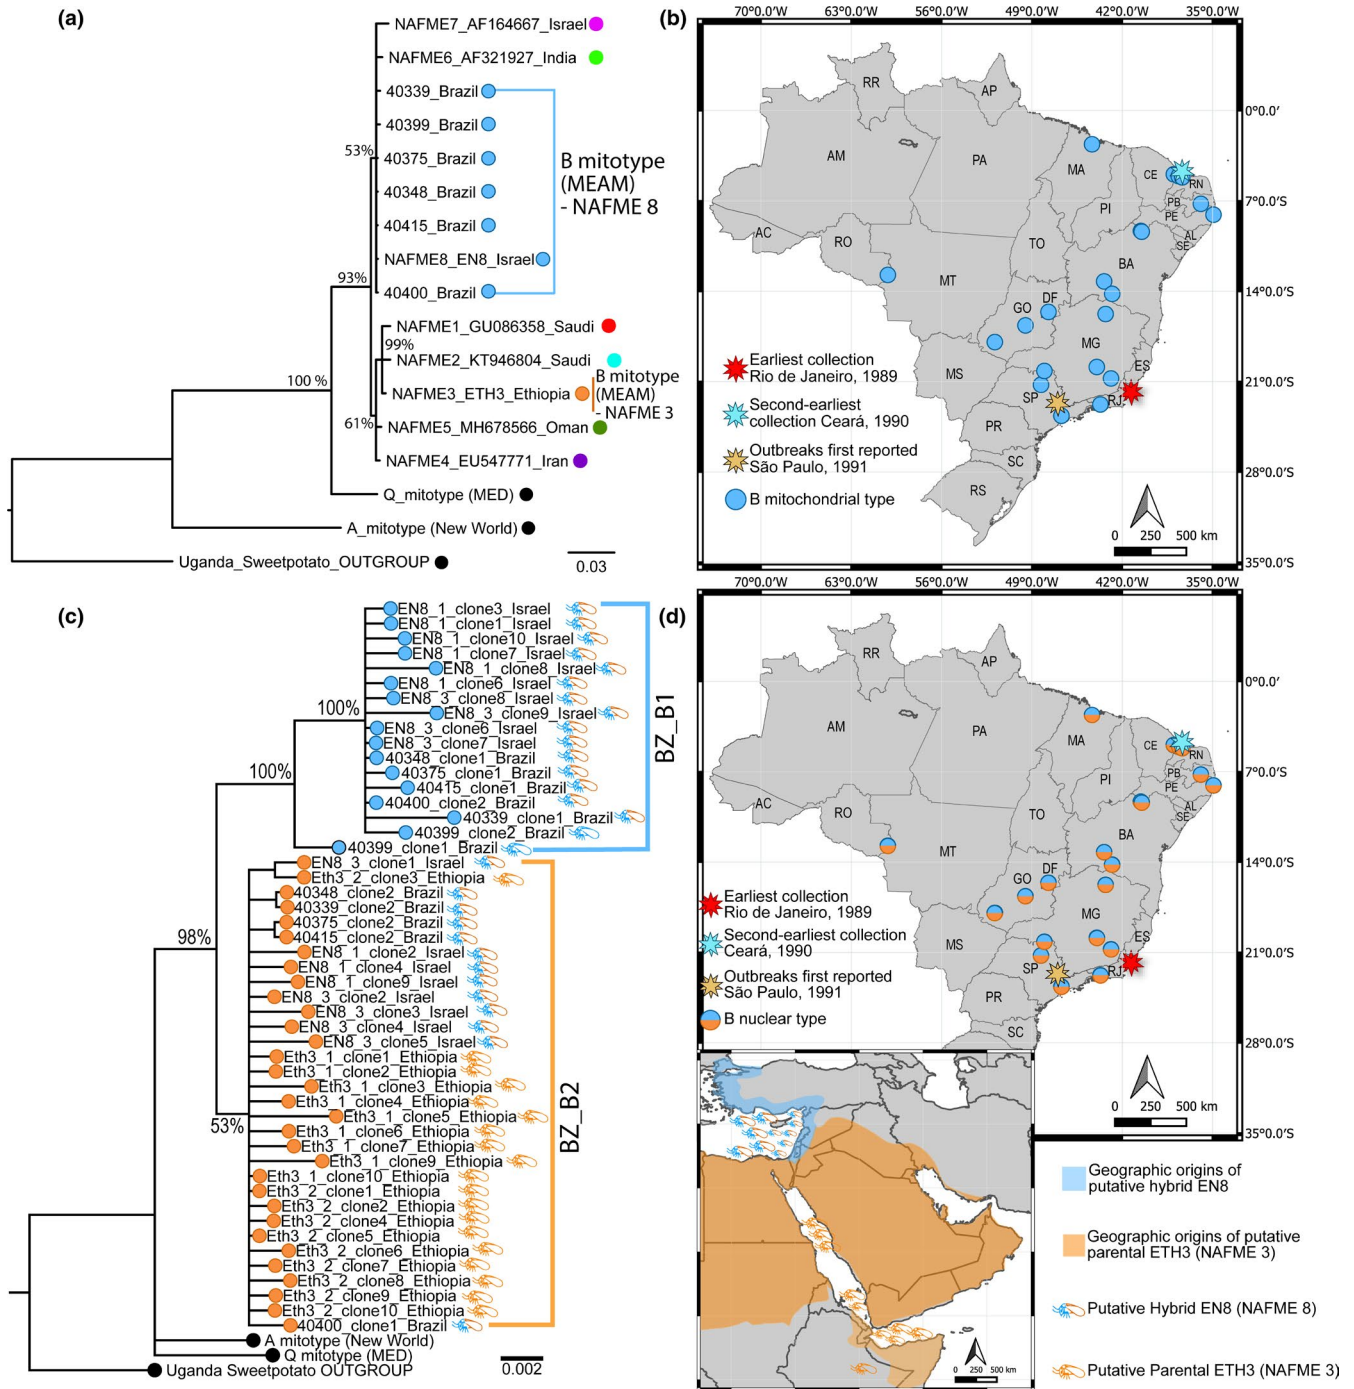 (a)
NAFME7_AF164667_Israel
NAFME6_AF321927_India
40339_Brazil
40399_Brazil
53%
40375_Brazil
40348_Brazil
40415_Brazil
NAFME8_EN8_Israel
93%
40400_Brazil
B mitotype
(MEAM)
- NAFME 8
NAFME1_GU086358_Saudi
99%
NAFME2_KT946804_Saudi
100 %
NAFME3_ETH3_Ethiopia
B mitotype
(MEAM)
- NAFME 3
61%
NAFME5_MH678566_Oman
NAFME4_EU547771_Iran
Q_mitotype (MED)
A_mitotype (New World)
Uganda_Sweetpotato_OUTGROUP
0.03
(b)
70°0.0'W 63°0.0'W 56°0.0'W 49°0.0'W 42°0.0'W 35°0.0'W
0°0.0'
7°0.0'S
14°0.0'S
21°0.0'S
28°0.0'S
35°0.0'S
RR
AP
AM
PA
MA
CE
RN
PB
PE
PI
AC
RO
TO
AL
SE
BA
MT
GO
DF
MG
ES
MS
SP
RJ
PR
SC
RS
Earliest collection
Rio de Janeiro, 1989
Second-earliest
collection Ceará, 1990
Outbreaks first reported
São Paulo, 1991
B mitochondrial type
0 250 500 km
70°0.0'W 63°0.0'W 56°0.0'W 49°0.0'W 42°0.0'W 35°0.0'W
(c)
EN8_1_clone3_Israel
EN8_1_clone1_Israel
EN8_1_clone10_Israel
EN8_1_clone7_Israel
EN8_1_clone8_Israel
EN8_1_clone6_Israel
EN8_3_clone8_Israel
100%
EN8_3_clone9_Israel
EN8_3_clone6_Israel
EN8_3_clone7_Israel
40348_clone1_Brazil
100%
40375_clone1_Brazil
40415_clone1_Brazil
40400_clone2_Brazil
40339_clone1_Brazil
40399_clone2_Brazil
40399_clone1_Brazil
BZ_B1
EN8_3_clone1_Israel
Eth3_2_clone3_Ethiopia
40348_clone2_Brazil
40339_clone2_Brazil
40375_clone2_Brazil
98%
40415_clone2_Brazil
EN8_1_clone2_Israel
EN8_1_clone4_Israel
EN8_1_clone9_Israel
EN8_3_clone2_Israel
EN8_3_clone3_Israel
EN8_3_clone4_Israel
EN8_3_clone5_Israel
Eth3_1_clone1_Ethiopia
Eth3_1_clone2_Ethiopia
Eth3_1_clone3_Ethiopia
Eth3_1_clone4_Ethiopia
Eth3_1_clone5_Ethiopia
53%
Eth3_1_clone6_Ethiopia
Eth3_1_clone7_Ethiopia
Eth3_1_clone9_Ethiopia
Eth3_1_clone10_Ethiopia
Eth3_2_clone1_Ethiopia
Eth3_2_clone2_Ethiopia
Eth3_2_clone4_Ethiopia
Eth3_2_clone5_Ethiopia
Eth3_2_clone6_Ethiopia
Eth3_2_clone7_Ethiopia
Eth3_2_clone8_Ethiopia
Eth3_2_clone9_Ethiopia
Eth3_2_clone10_Ethiopia
40400_clone1_Brazil
BZ_B2
A mitotype (New World)
Q mitotype (MED)
Uganda Sweetpotato OUTGROUP
0.002
(d)
0°0.0'
7°0.0'S
14°0.0'S
21°0.0'S
28°0.0'S
35°0.0'S
RR
AP
AM
PA
MA
CE
RN
PB
PE
PI
AC
RO
TO
AL
SE
BA
MT
GO
DF
MG
ES
MS
SP
RJ
PR
SC
Earliest collection
Rio de Janeiro, 1989
Second-earliest collection
Ceará, 1990
Outbreaks first reported
São Paulo, 1991
B nuclear type
0 250 500 km
0 250 500 km
Geographic origins of
putative hybrid EN8
Geographic origins of putative
parental ETH3 (NAFME 3)
Putative Hybrid EN8 (NAFME 8)
Putative Parental ETH3 (NAFME 3)